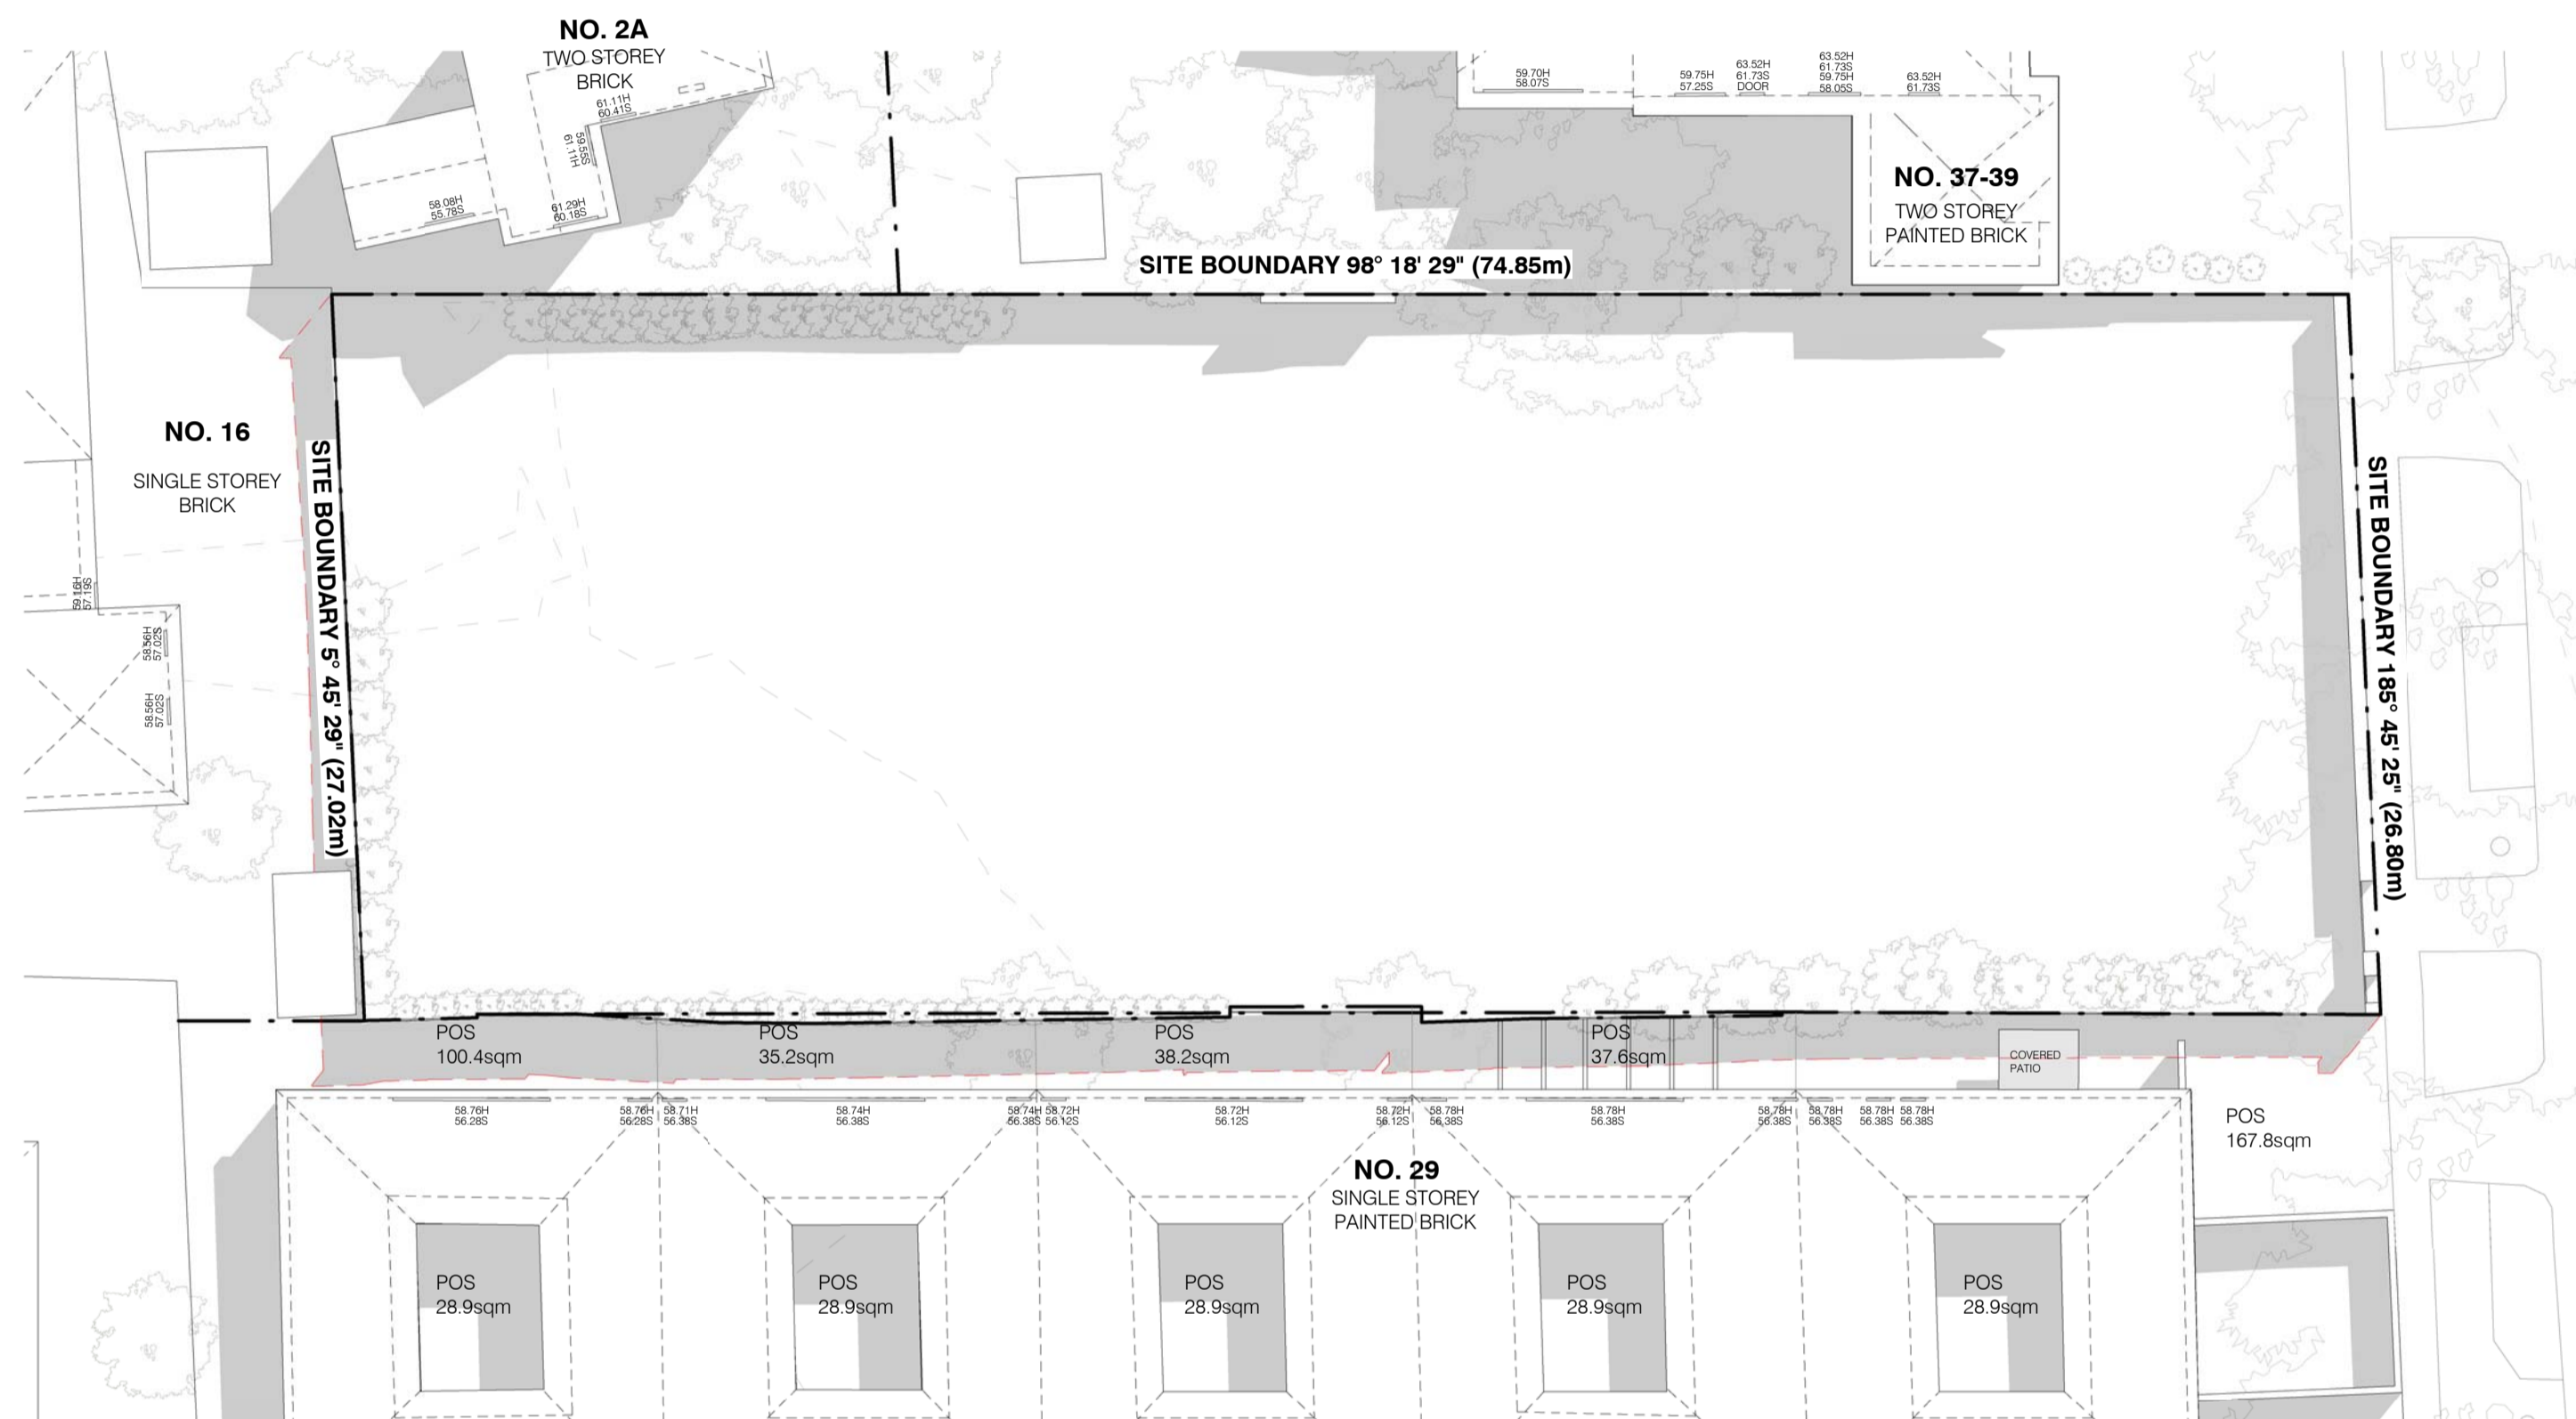 NO. 2A
TWO STOREY
BRICK
61.11H
60.41S
59.55S
61.11H
58.08H
55.78S
61.29H
60.18S
59.70H
58.07S
59.75H
57.25S
63.52H
61.73S
DOOR
63.52H
61.73S
59.75H
58.05S
63.52H
61.73S
NO. 37-39
TWO STOREY
PAINTED BRICK
SITE BOUNDARY 98° 18' 29" (74.85m)
NO. 16
SINGLE STOREY
BRICK
SITE BOUNDARY 5° 45' 29" (27.02m)
SITE BOUNDARY 185° 45' 25" (26.80m)
59.19H
57.19S
58.56H
57.02S
58.56H
57.02S
POS
100.4sqm
POS
35.2sqm
POS
38.2sqm
POS
37.6sqm
COVERED
PATIO
58.76H
56.28S
58.76H
56.28S
58.71H
56.38S
58.74H
56.38S
58.74H
56.38S
58.72H
56.12S
58.72H
56.12S
58.72H
56.12S
58.78H
56.38S
58.78H
56.38S
58.78H
56.38S
58.78H
56.38S
58.78H
56.38S
58.78H
56.38S
POS
167.8sqm
NO. 29
SINGLE STOREY
PAINTED BRICK
POS
28.9sqm
POS
28.9sqm
POS
28.9sqm
POS
28.9sqm
POS
28.9sqm